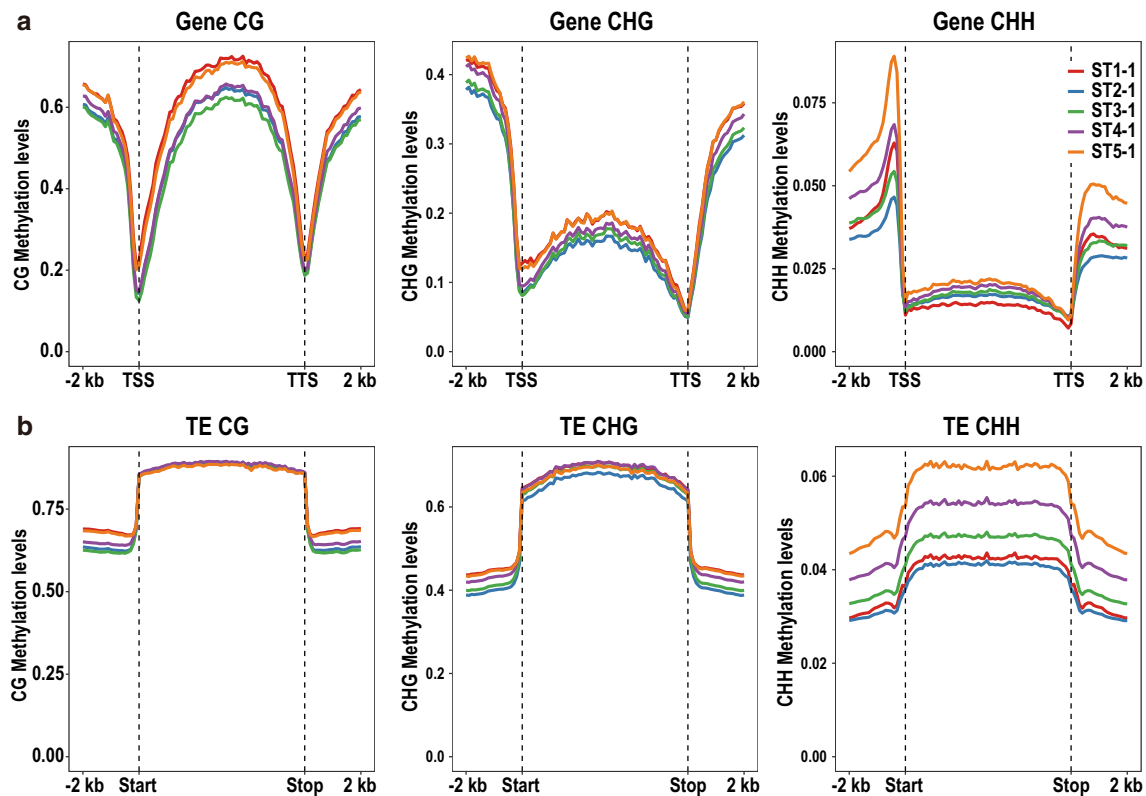 a
Gene CG
Gene CHG
Gene CHH
CG Methylation levels
0.6
0.4
0.2
0.0
-2 kb TSS TTS 2 kb
CHG Methylation levels
0.4
0.3
0.2
0.1
0.0
-2 kb TSS TTS 2 kb
CHH Methylation levels
0.075
0.050
0.025
0.000
-2 kb TSS TTS 2 kb
ST1-1
ST2-1
ST3-1
ST4-1
ST5-1
b
TE CG
TE CHG
TE CHH
CG Methylation levels
0.75
0.50
0.25
0.00
-2 kb Start Stop 2 kb
CHG Methylation levels
0.6
0.4
0.2
0.0
-2 kb Start Stop 2 kb
CHH Methylation levels
0.06
0.04
0.02
0.00
-2 kb Start Stop 2 kb